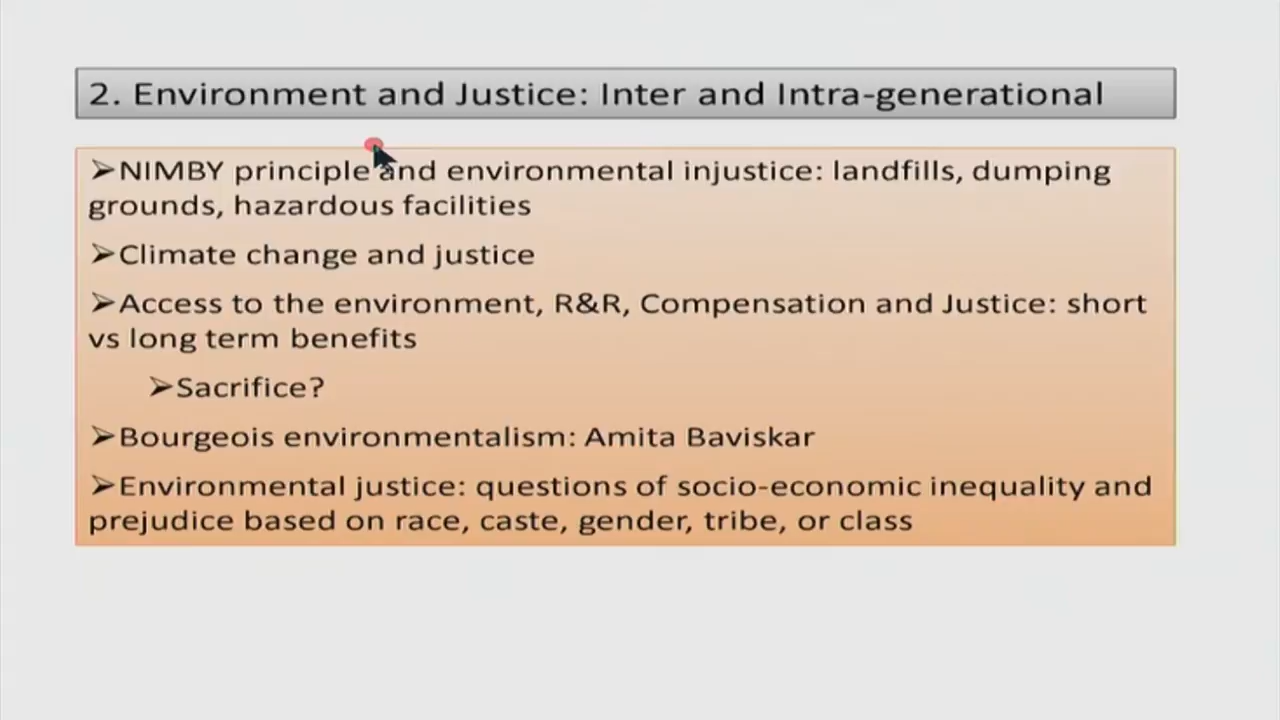 2. Environment and Justice: Inter and Intra-generational
➢NIMBY principle and environmental injustice: landfills, dumping
grounds, hazardous facilities
➢Climate change and justice
➢Access to the environment, R&R, Compensation and Justice: short
vs long term benefits
➢Sacrifice?
➢Bourgeois environmentalism: Amita Baviskar
➢Environmental justice: questions of socio-economic inequality and
prejudice based on race, caste, gender, tribe, or class